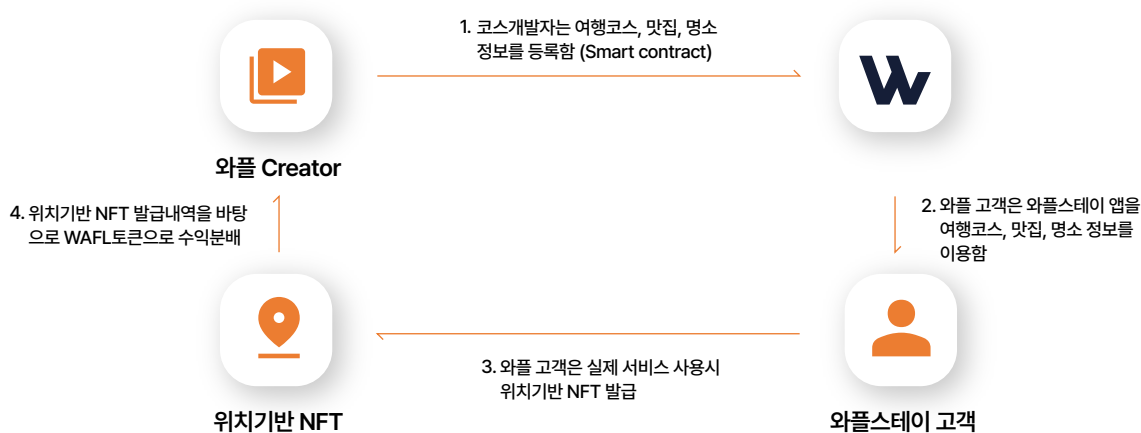 1. 코스개발자는 여행코스, 맛집, 명소
정보를 등록함 (Smart contract)
와플 Creator
4. 위치기반 NFT 발급내역을 바탕
으로 WAFL토큰으로 수익분배
2. 와플 고객은 와플스테이 앱을
여행코스, 맛집, 명소 정보를
이용함
3. 와플 고객은 실제 서비스 사용시
위치기반 NFT 발급
위치기반 NFT
와플스테이 고객